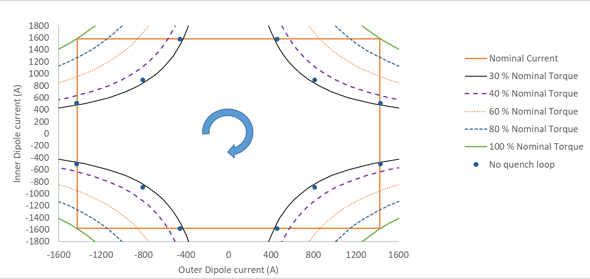 1800
1600
1400
1200
1000
800
600
400
200
0
-200
-400
-600
-800
-1000
-1200
-1400
-1600
-1800
Inner Dipole current (A)
-1600 -1200 -800 -400 0 400 800 1200 1600
Outer Dipole current (A)
Nominal Current
30 % Nominal Torque
40 % Nominal Torque
60 % Nominal Torque
80 % Nominal Torque
100 % Nominal Torque
No quench loop